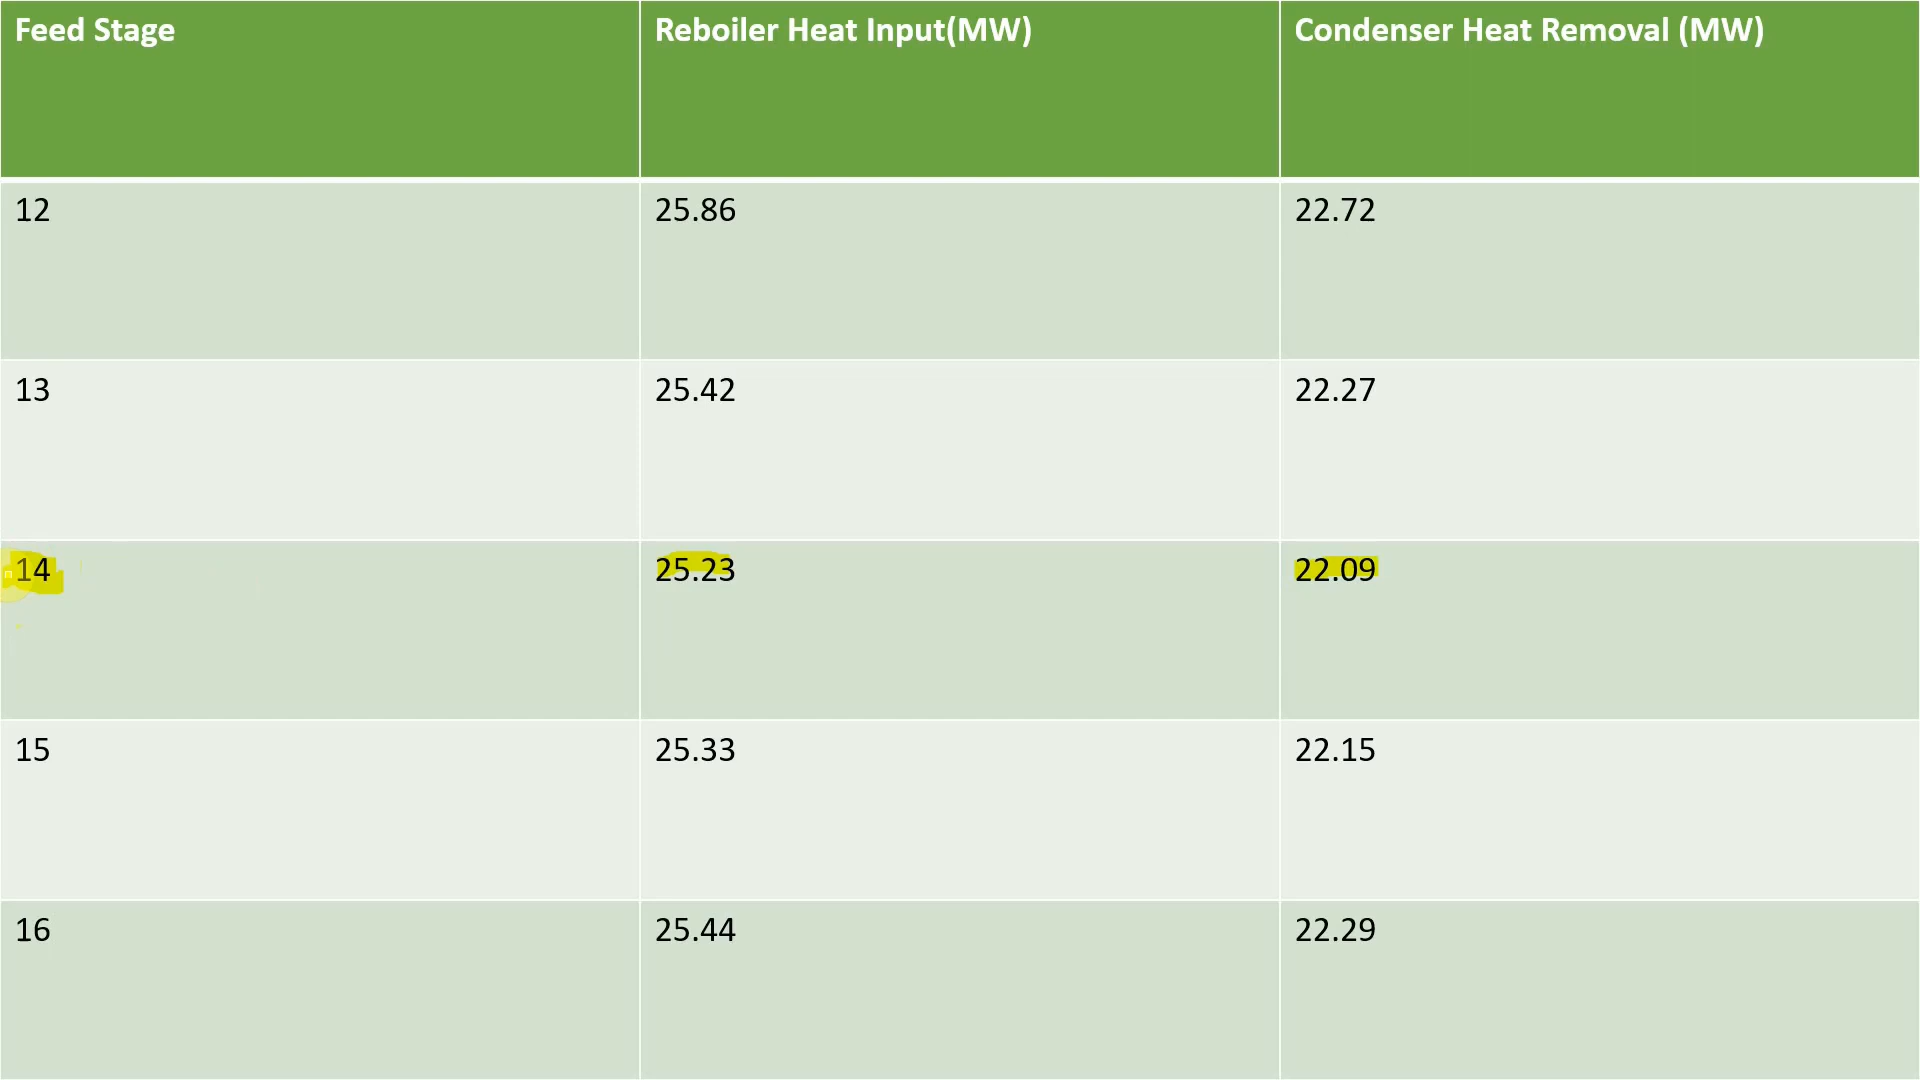 Feed Stage Reboiler Heat Input(MW) Condenser Heat Removal (MW)
12 25.86 22.72
13 25.42 22.27
14 25.23 22.09
15 25.33 22.15
16 25.44 22.29